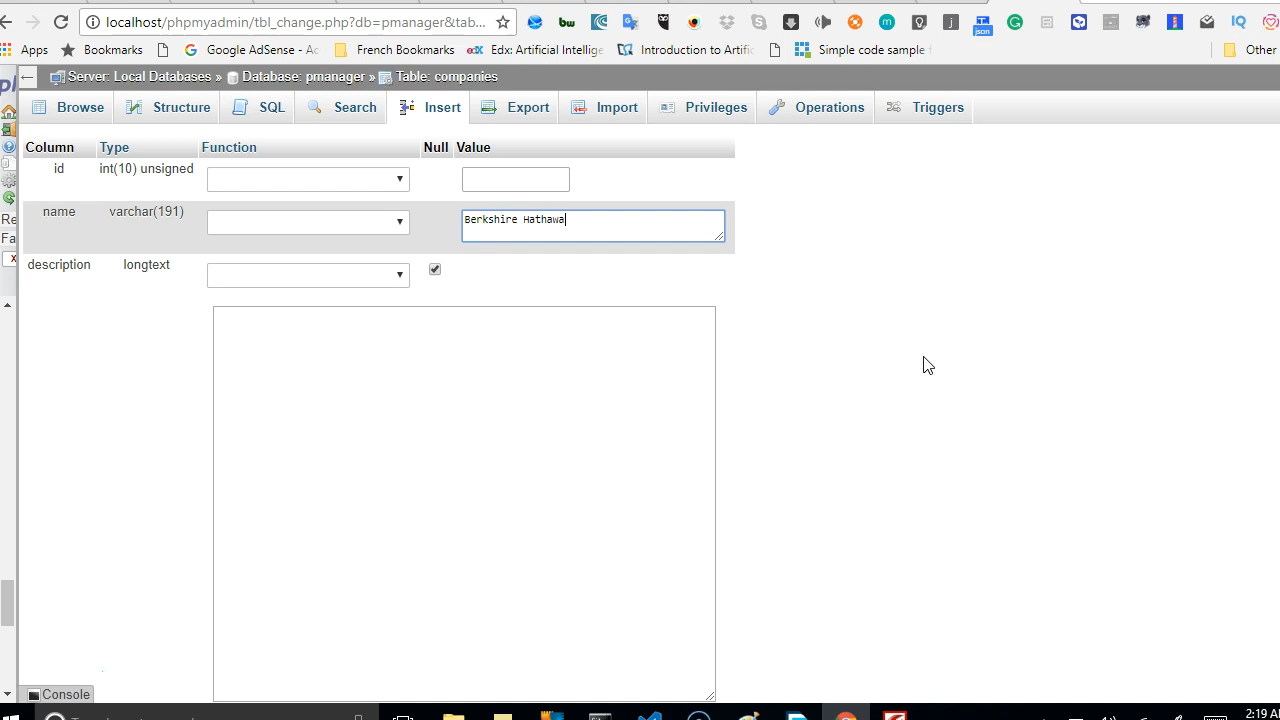 localhost/phpmyadmin/tbl_change.php?db=pmanager&tab...
Apps Bookmarks Google AdSense - Ac French Bookmarks Edx: Artificial Intellige Introduction to Artific Simple code sample f Other
Server: Local Databases » Database: pmanager » Table: companies
Browse Structure SQL Search Insert Export Import Privileges Operations Triggers
Column Type Function Null Value
id int(10) unsigned
name varchar(191) Berkshire Hathawa
description longtext
Re
Fa
Console
2:19 A